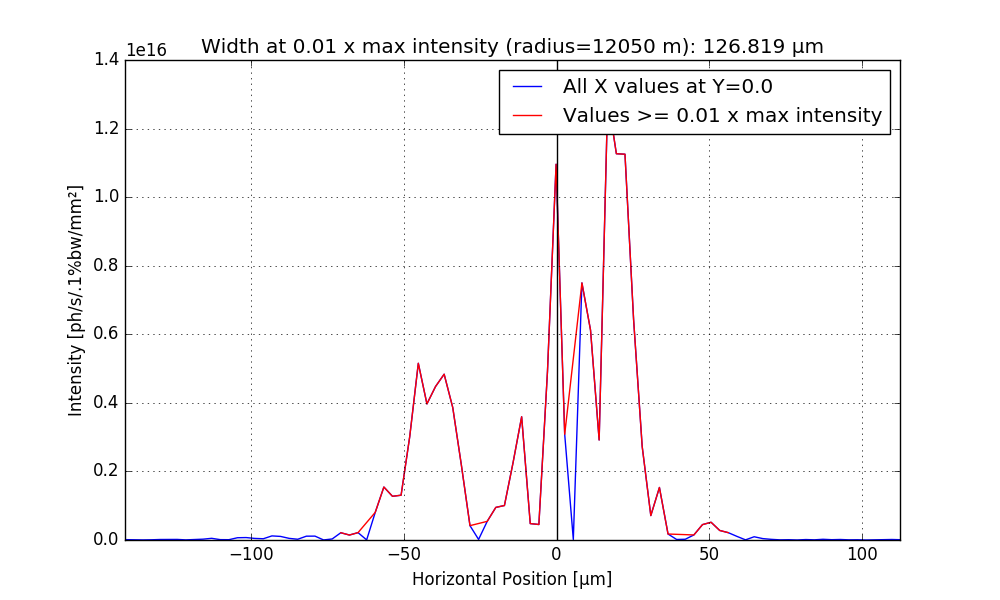 Width at 0.01 x max intensity (radius=12050 m): 126.819 µm
1e16
1.4
1.2
1.0
0.8
0.6
0.4
0.2
0.0
Intensity [ph/s/.1%bw/mm²]
All X values at Y=0.0
Values >= 0.01 x max intensity
−100
−50
0
50
100
Horizontal Position [µm]